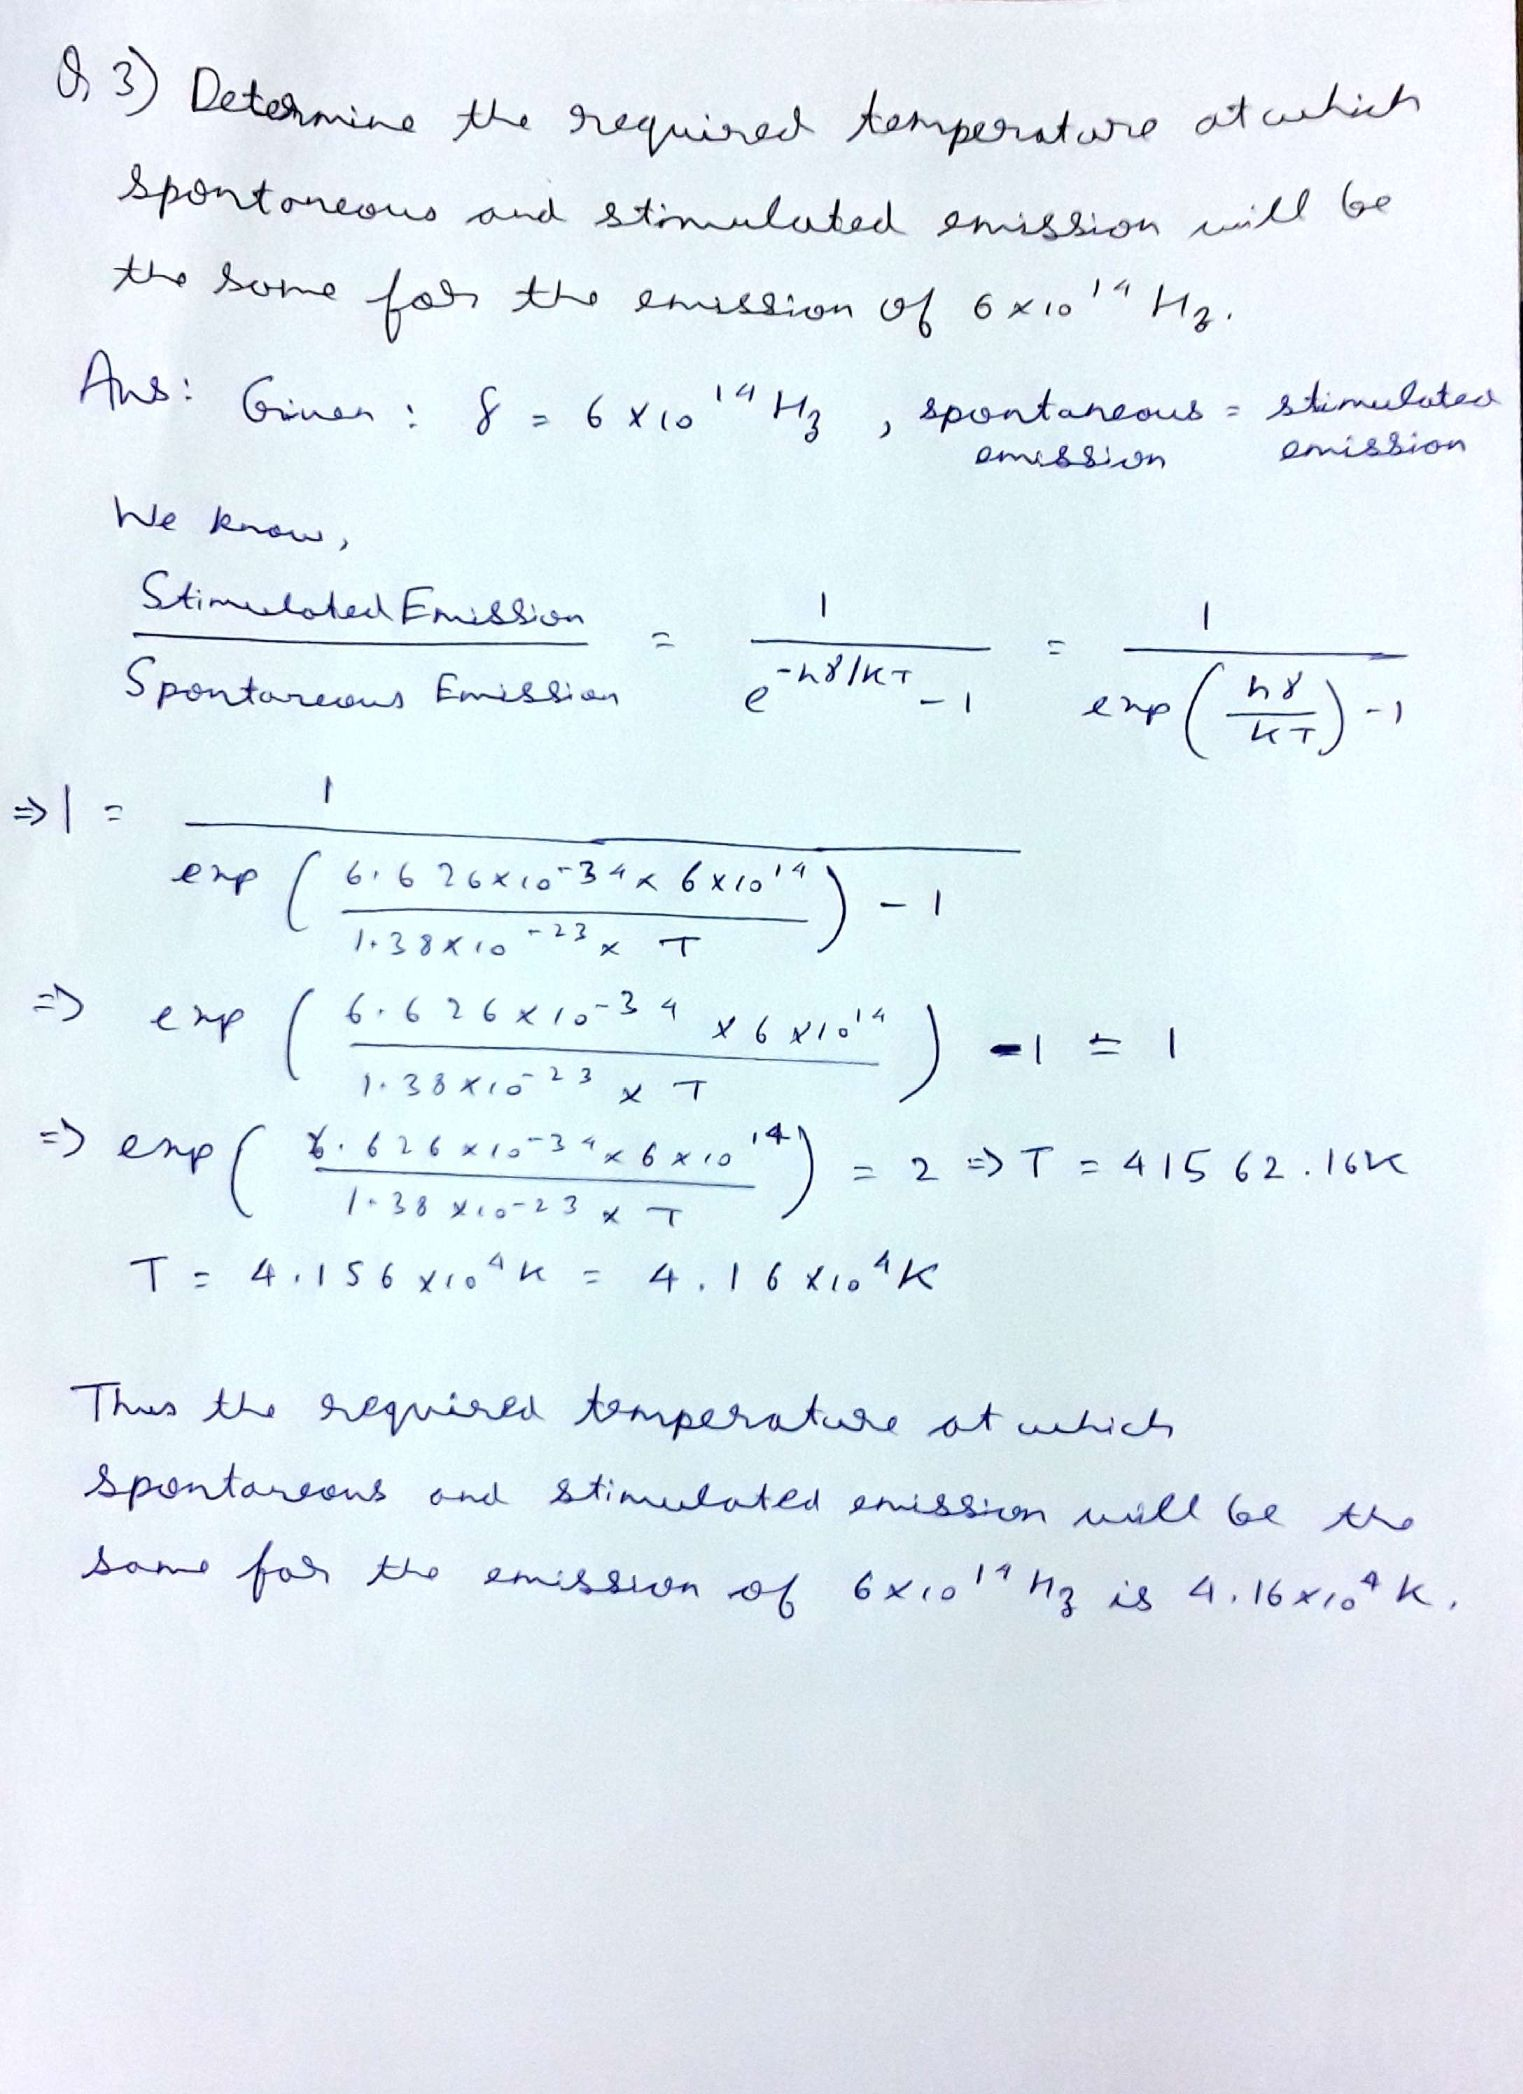 Q, 3) Determine the required temperature at which
spontaneous and stimulated emission will be
the same for the emission of 6 × 10¹⁴ Hz.
Ans: Given : γ = 6 × 10¹⁴ Hz , spontaneous = stimulated
emission emission
We know,
Stimulated Emission / Spontaneous Emission = 1 / (e^(-hγ/KT) - 1) = 1 / (exp (hγ / KT) - 1)
⇒ 1 = 1 / (exp (6.626 × 10⁻³⁴ × 6 × 10¹⁴ / 1.38 × 10⁻²³ × T) - 1)
⇒ exp (6.626 × 10⁻³⁴ × 6 × 10¹⁴ / 1.38 × 10⁻²³ × T) - 1 = 1
⇒ exp (6.626 × 10⁻³⁴ × 6 × 10¹⁴ / 1.38 × 10⁻²³ × T) = 2 ⇒ T = 41562.16K
T = 4.156 × 10⁴ K = 4.16 × 10⁴ K
Thus the required temperature at which
spontaneous and stimulated emission will be the
same for the emission of 6 × 10¹⁴ Hz is 4.16 × 10⁴ K.